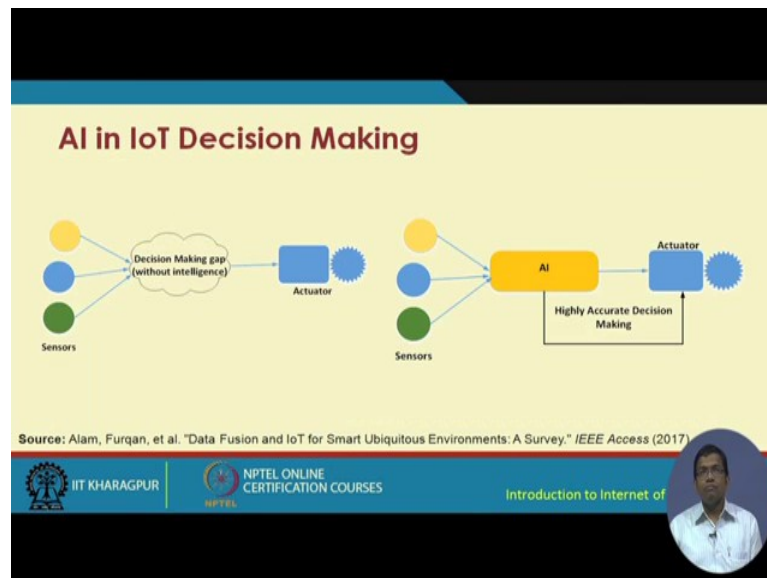 AI in IoT Decision Making
Decision Making gap
(without intelligence)
Actuator
Sensors
AI
Actuator
Highly Accurate Decision
Making
Sensors
Source: Alam, Furqan, et al. "Data Fusion and IoT for Smart Ubiquitous Environments: A Survey." IEEE Access (2017)
IIT KHARAGPUR
NPTEL
NPTEL ONLINE
CERTIFICATION COURSES
Introduction to Internet of